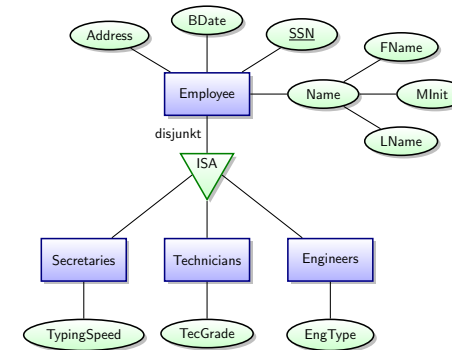 BDate
Address
SSN
FName
Employee
Name
MInit
LName
disjunkt
ISA
Secretaries
Technicians
Engineers
TypingSpeed
TecGrade
EngType